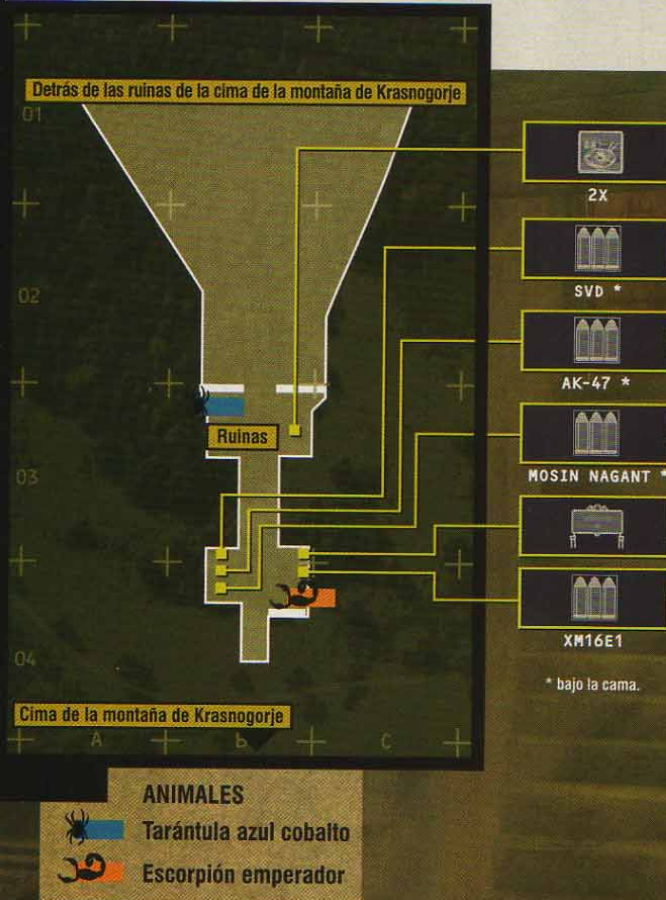 Detrás de las ruinas de la cima de la montaña de Krasnogorje
01
2X
SVD *
02
AK-47 *
Ruinas
03
MOSIN NAGANT *
XM16E1
04
* bajo la cama.
Cima de la montaña de Krasnogorje
A B C
ANIMALES
Tarántula azul cobalto
Escorpión emperador